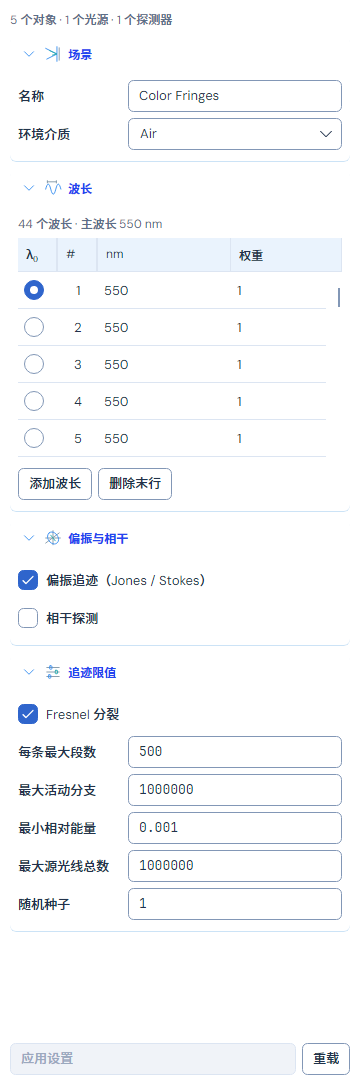 5 个对象 · 1 个光源 · 1 个探测器
场景
名称 Color Fringes
环境介质 Air
波长
44 个波长 · 主波长 550 nm
λ₀ # nm 权重
1 550 1
2 550 1
3 550 1
4 550 1
5 550 1
添加波长 删除末行
偏振与相干
偏振追迹（Jones / Stokes）
相干探测
追迹限值
Fresnel 分裂
每条最大段数 500
最大活动分支 1000000
最小相对能量 0.001
最大源光线总数 1000000
随机种子 1
应用设置 重载